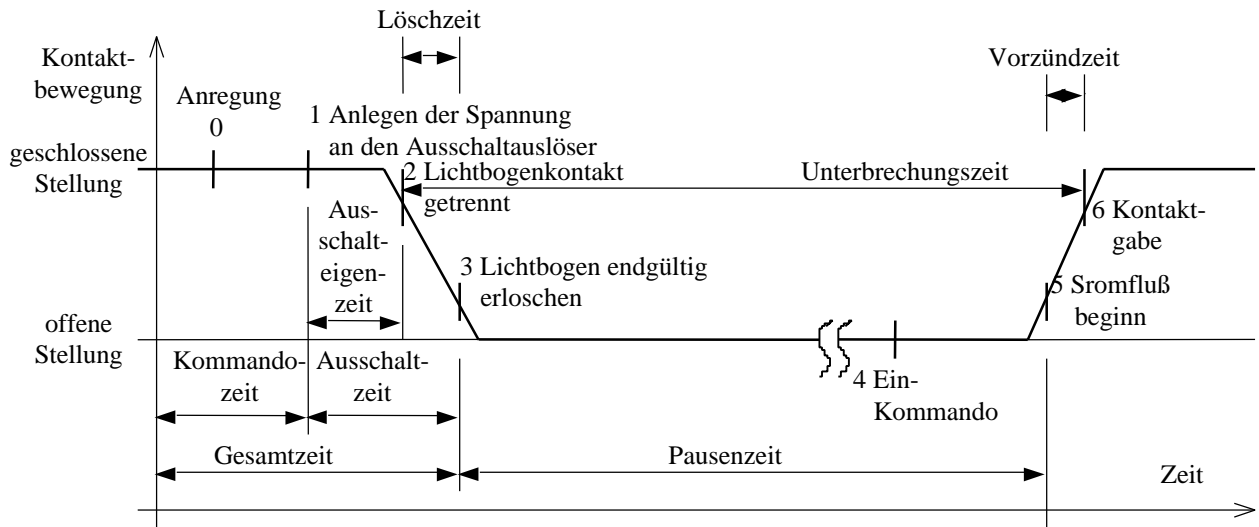 Löschzeit
Kontakt-
bewegung
Vorzündzeit
Anregung
0
1 Anlegen der Spannung
an den Ausschaltauslöser
geschlossene
Stellung
2 Lichtbogenkontakt
getrennt
Unterbrechungszeit
Aus-
schalt-
eigen-
zeit
6 Kontakt-
gabe
3 Lichtbogen endgültig
erloschen
5 Sromfluß
beginn
offene
Stellung
Kommando-
zeit
Ausschalt-
zeit
4 Ein-
Kommando
Gesamtzeit
Pausenzeit
Zeit